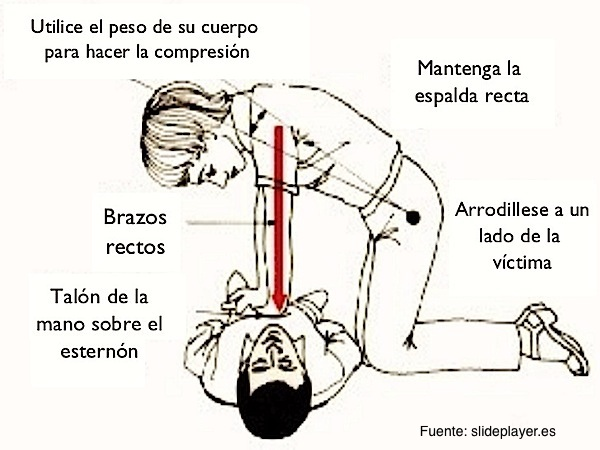 Utilice el peso de su cuerpo
para hacer la compresión
Mantenga la
espalda recta
Brazos
rectos
Arrodillese a un
lado de la
víctima
Talón de la
mano sobre el
esternón
Fuente: slideplayer.es